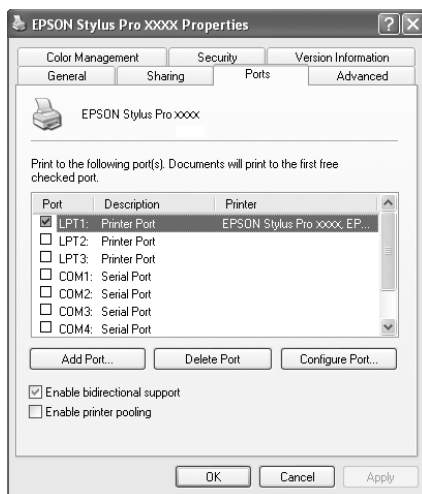 EPSON Stylus Pro XXXX Properties
Color Management Security Version Information
General Sharing Ports Advanced
EPSON Stylus Pro xxxx
Print to the following port(s). Documents will print to the first free
checked port.
Port Description Printer
LPT1: Printer Port EPSON Stylus Pro xxxx, EP...
LPT2: Printer Port
LPT3: Printer Port
COM1: Serial Port
COM2: Serial Port
COM3: Serial Port
COM4: Serial Port
Add Port... Delete Port Configure Port...
Enable bidirectional support
Enable printer pooling
OK Cancel Apply